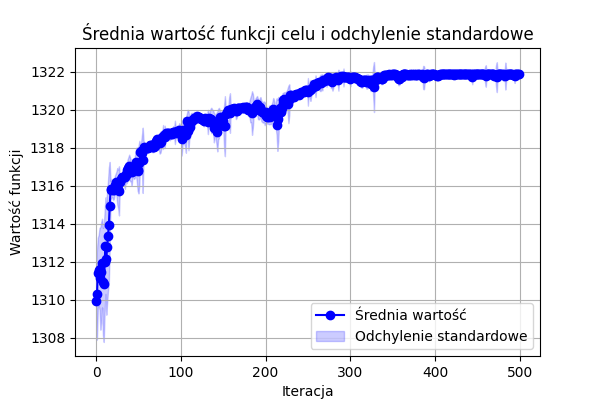 Średnia wartość funkcji celu i odchylenie standardowe
Wartość funkcji
1322
1320
1318
1316
1314
1312
1310
1308
Średnia wartość
Odchylenie standardowe
0 100 200 300 400 500
Iteracja